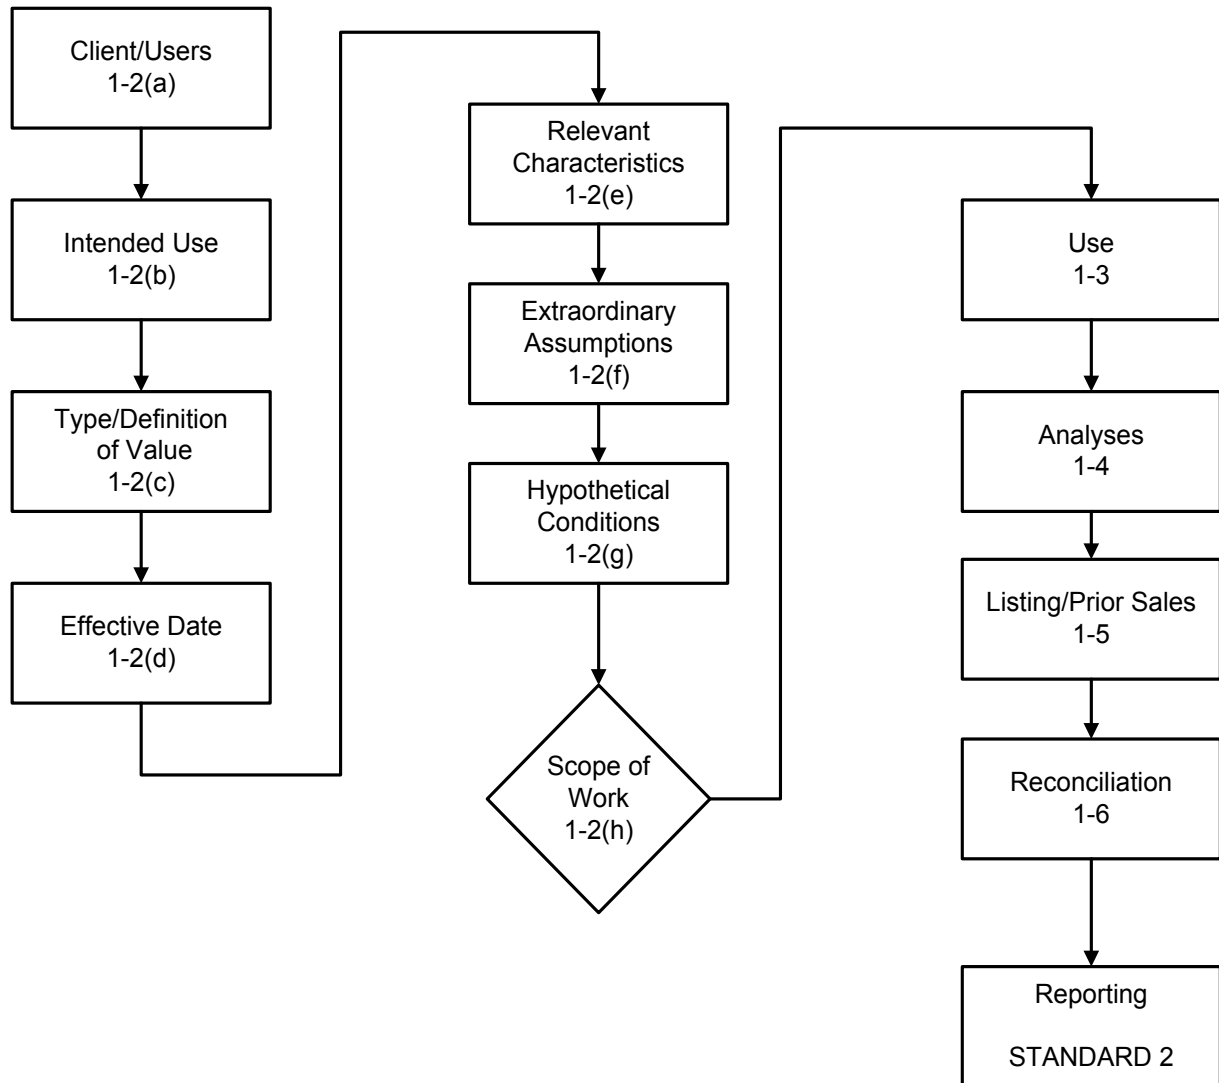 Client/Users
1-2(a)
Intended Use
1-2(b)
Type/Definition
of Value
1-2(c)
Effective Date
1-2(d)
Relevant
Characteristics
1-2(e)
Extraordinary
Assumptions
1-2(f)
Hypothetical
Conditions
1-2(g)
Scope of
Work
1-2(h)
Use
1-3
Analyses
1-4
Listing/Prior Sales
1-5
Reconciliation
1-6
Reporting
STANDARD 2